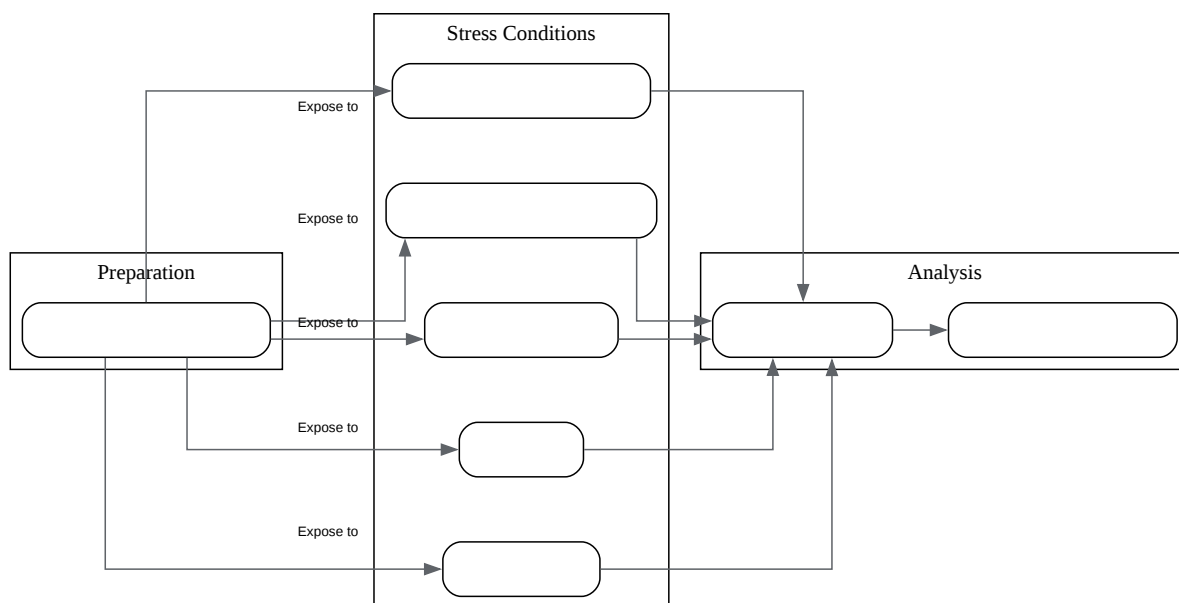 Stress Conditions
Expose to
Expose to
Preparation
Analysis
Expose to
Expose to
Expose to